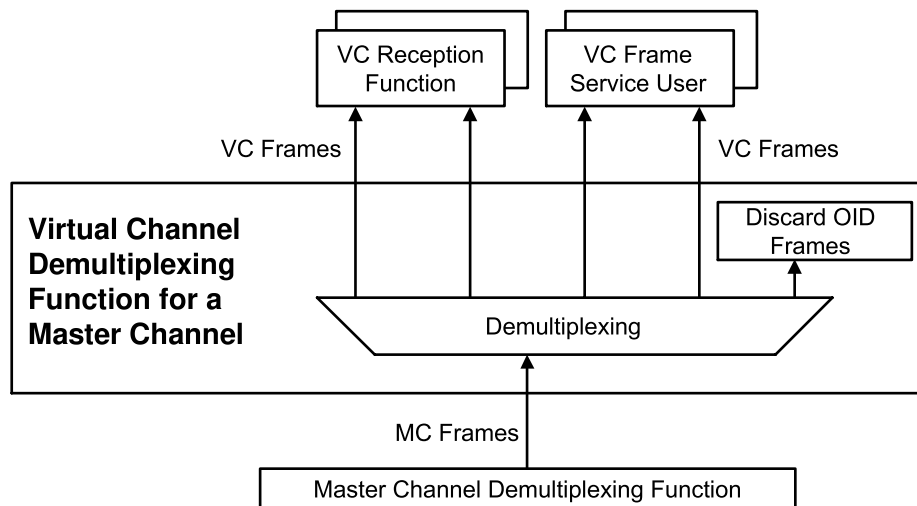 VC Reception
Function
VC Frame
Service User
VC Frames
VC Frames
Virtual Channel
Demultiplexing
Function for a
Master Channel
Discard OID
Frames
Demultiplexing
MC Frames
Master Channel Demultiplexing Function